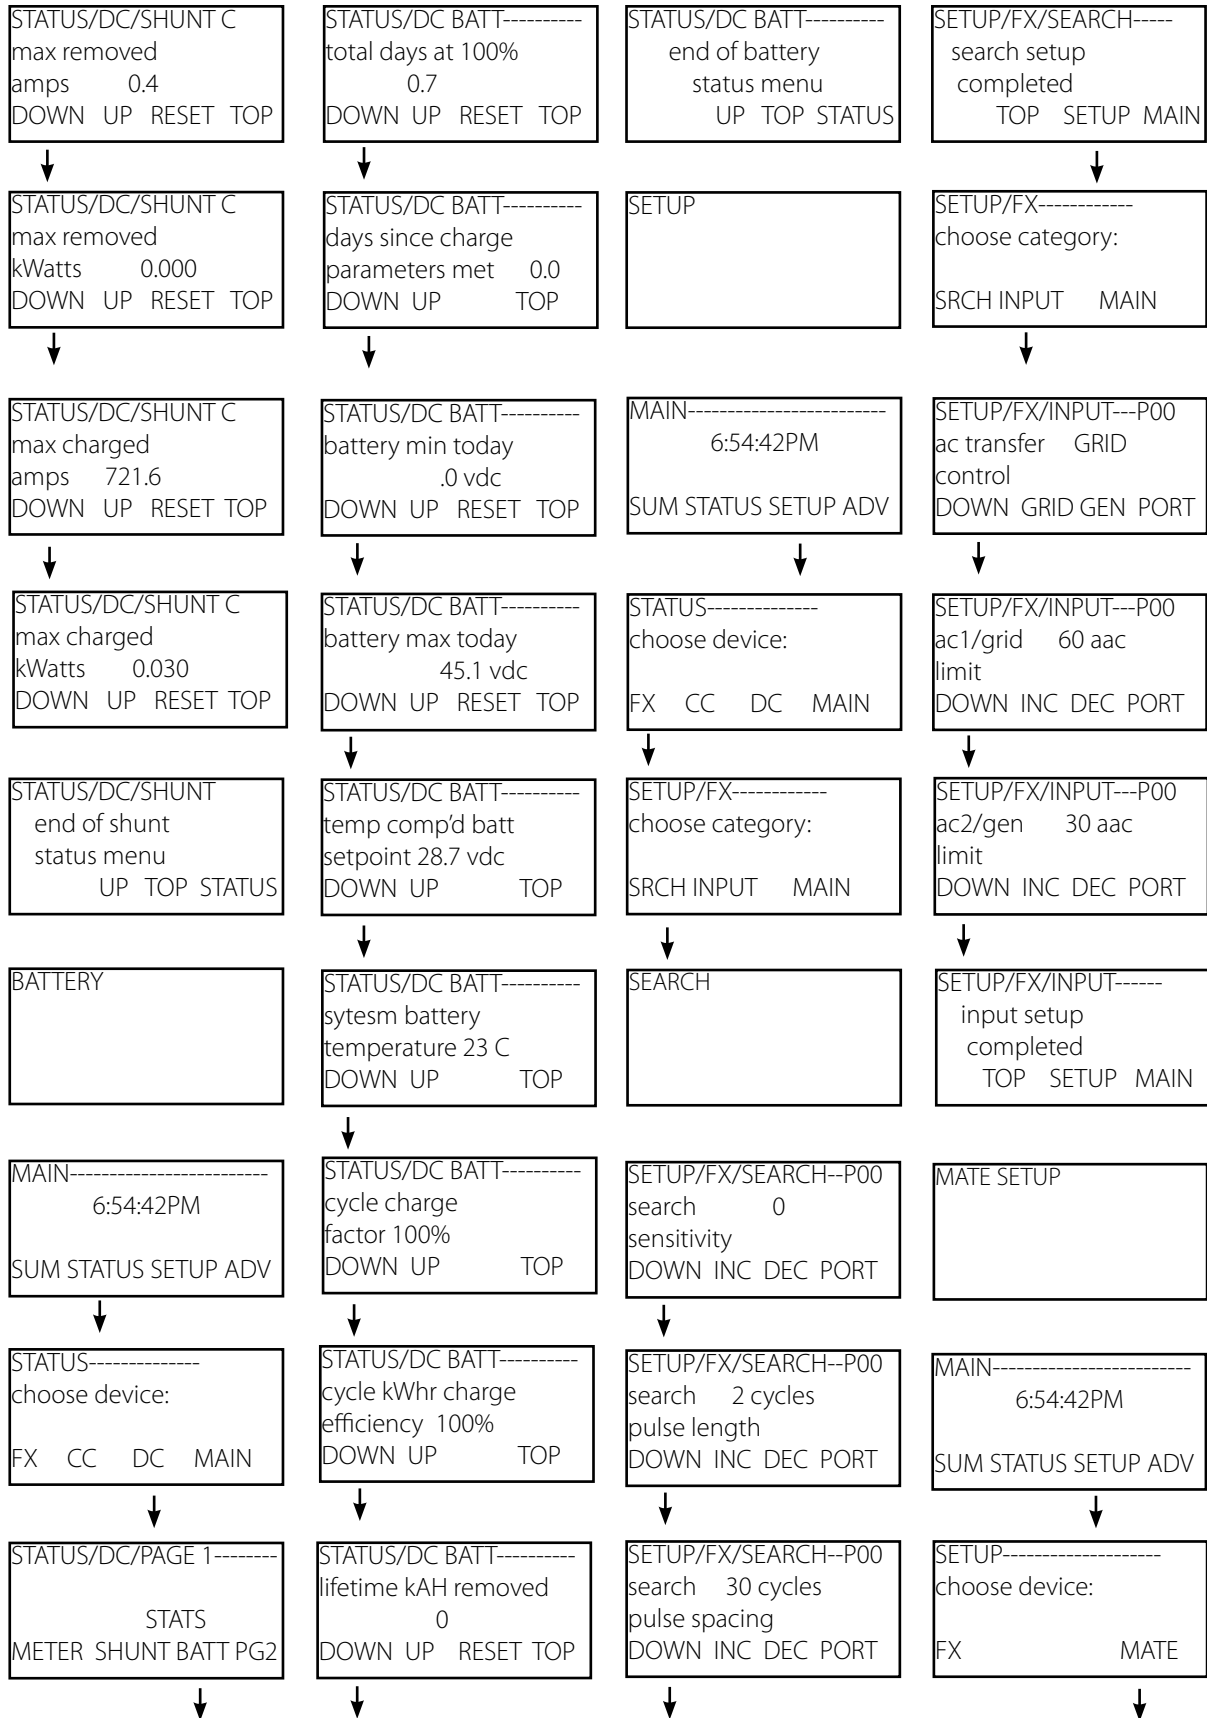 STATUS/DC/SHUNT C
max removed
amps 0.4
DOWN UP RESET TOP
STATUS/DC/SHUNT C
max removed
kWatts 0.000
DOWN UP RESET TOP
STATUS/DC/SHUNT C
max charged
amps 721.6
DOWN UP RESET TOP
STATUS/DC/SHUNT C
max charged
kWatts 0.030
DOWN UP RESET TOP
STATUS/DC/SHUNT
end of shunt
status menu
UP TOP STATUS
BATTERY
MAIN-------------------------
6:54:42PM
SUM STATUS SETUP ADV
STATUS--------------
choose device:
FX CC DC MAIN
STATUS/DC/PAGE 1--------
STATS
METER SHUNT BATT PG2
STATUS/DC BATT----------
total days at 100%
0.7
DOWN UP RESET TOP
STATUS/DC BATT----------
days since charge
parameters met 0.0
DOWN UP TOP
STATUS/DC BATT----------
battery min today
.0 vdc
DOWN UP RESET TOP
STATUS/DC BATT----------
battery max today
45.1 vdc
DOWN UP RESET TOP
STATUS/DC BATT----------
temp comp’d batt
setpoint 28.7 vdc
DOWN UP TOP
STATUS/DC BATT----------
sytesm battery
temperature 23 C
DOWN UP TOP
STATUS/DC BATT----------
cycle charge
factor 100%
DOWN UP TOP
STATUS/DC BATT----------
cycle kWhr charge
efficiency 100%
DOWN UP TOP
STATUS/DC BATT----------
lifetime kAH removed
0
DOWN UP RESET TOP
STATUS/DC BATT----------
end of battery
status menu
UP TOP STATUS
SETUP
MAIN-------------------------
6:54:42PM
SUM STATUS SETUP ADV
STATUS--------------
choose device:
FX CC DC MAIN
SETUP/FX------------
choose category:
SRCH INPUT MAIN
SEARCH
SETUP/FX/SEARCH--P00
search 0
sensitivity
DOWN INC DEC PORT
SETUP/FX/SEARCH--P00
search 2 cycles
pulse length
DOWN INC DEC PORT
SETUP/FX/SEARCH--P00
search 30 cycles
pulse spacing
DOWN INC DEC PORT
SETUP/FX/SEARCH-----
search setup
completed
TOP SETUP MAIN
SETUP/FX------------
choose category:
SRCH INPUT MAIN
SETUP/FX/INPUT---P00
ac transfer GRID
control
DOWN GRID GEN PORT
SETUP/FX/INPUT---P00
ac1/grid 60 aac
limit
DOWN INC DEC PORT
SETUP/FX/INPUT---P00
ac2/gen 30 aac
limit
DOWN INC DEC PORT
SETUP/FX/INPUT------
input setup
completed
TOP SETUP MAIN
MATE SETUP
MAIN-------------------------
6:54:42PM
SUM STATUS SETUP ADV
SETUP--------------------
choose device:
FX MATE